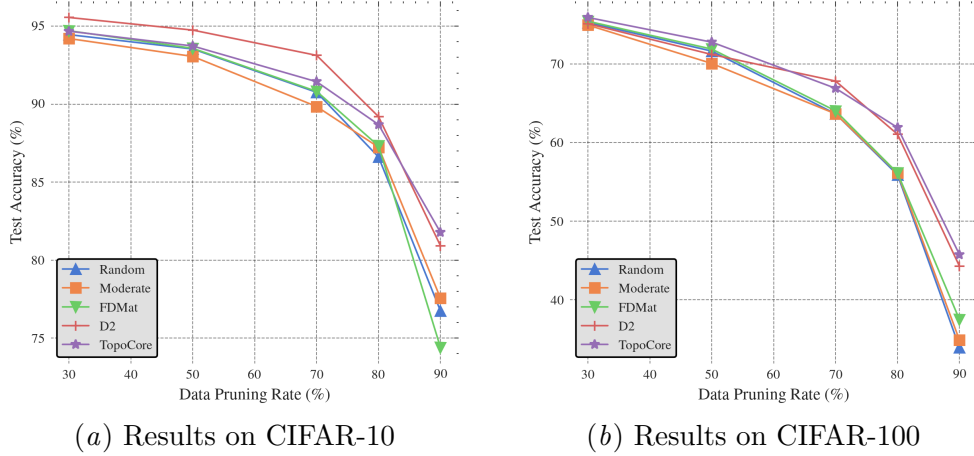 95
90
85
80
75
Test Accuracy (%)
Random
Moderate
FDMat
D2
TopoCore
30 40 50 60 70 80 90
Data Pruning Rate (%)
(a) Results on CIFAR-10
70
60
50
40
Test Accuracy (%)
Random
Moderate
FDMat
D2
TopoCore
30 40 50 60 70 80 90
Data Pruning Rate (%)
(b) Results on CIFAR-100